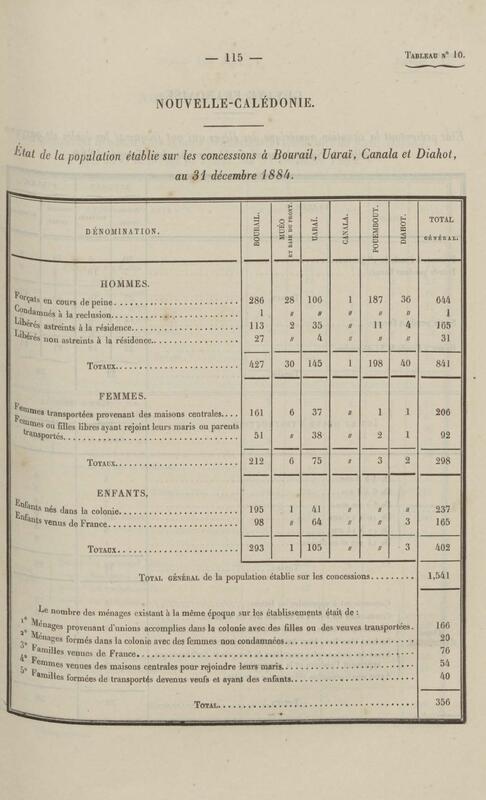 — 115 —
TABLEAU N° 10.
NOUVELLE-CALÉDONIE.
État de la population établie sur les concessions à Bourail, Uaraï, Canala et Diahot,
au 31 décembre 1884.
DÉNOMINATION. BOURAIL. MUÉO ET BAIE DU PRONY. UARAÏ. CANALA. POUEMBOUT. DIAHOT. TOTAL GÉNÉRAL.
HOMMES.
Forçats en cours de peine 286 28 106 1 187 36 644
Condamnés à la reclusion 1 " " " " " 1
Libérés astreints à la résidence 113 2 35 " 11 4 165
Libérés non astreints à la résidence 27 " 4 " " " 31
TOTAUX 427 30 145 1 198 40 841
FEMMES.
Femmes transportées provenant des maisons centrales 161 6 37 " 1 1 206
Femmes ou filles libres ayant rejoint leurs maris ou parents
transportés 51 " 38 " 2 1 92
TOTAUX 212 6 75 " 3 2 298
ENFANTS.
Enfants nés dans la colonie 195 1 41 " " " 237
Enfants venus de France 98 " 64 " " 3 165
TOTAUX 293 1 105 " " 3 402
TOTAL GÉNÉRAL de la population établie sur les concessions 1,541
Le nombre des ménages existant à la même époque sur les établissements était de :
1° Ménages provenant d'unions accomplies dans la colonie avec des filles ou des veuves transportées. 166
2° Ménages formés dans la colonie avec des femmes non condamnées 20
3° Familles venues de France 76
4° Femmes venues des maisons centrales pour rejoindre leurs maris 54
5° Familles formées de transportés devenus veufs et ayant des enfants 40
TOTAL 356